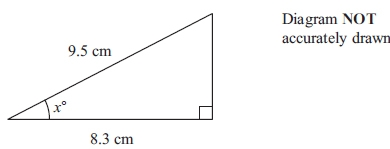 Diagram NOT
accurately drawn
9.5 cm
x°
8.3 cm